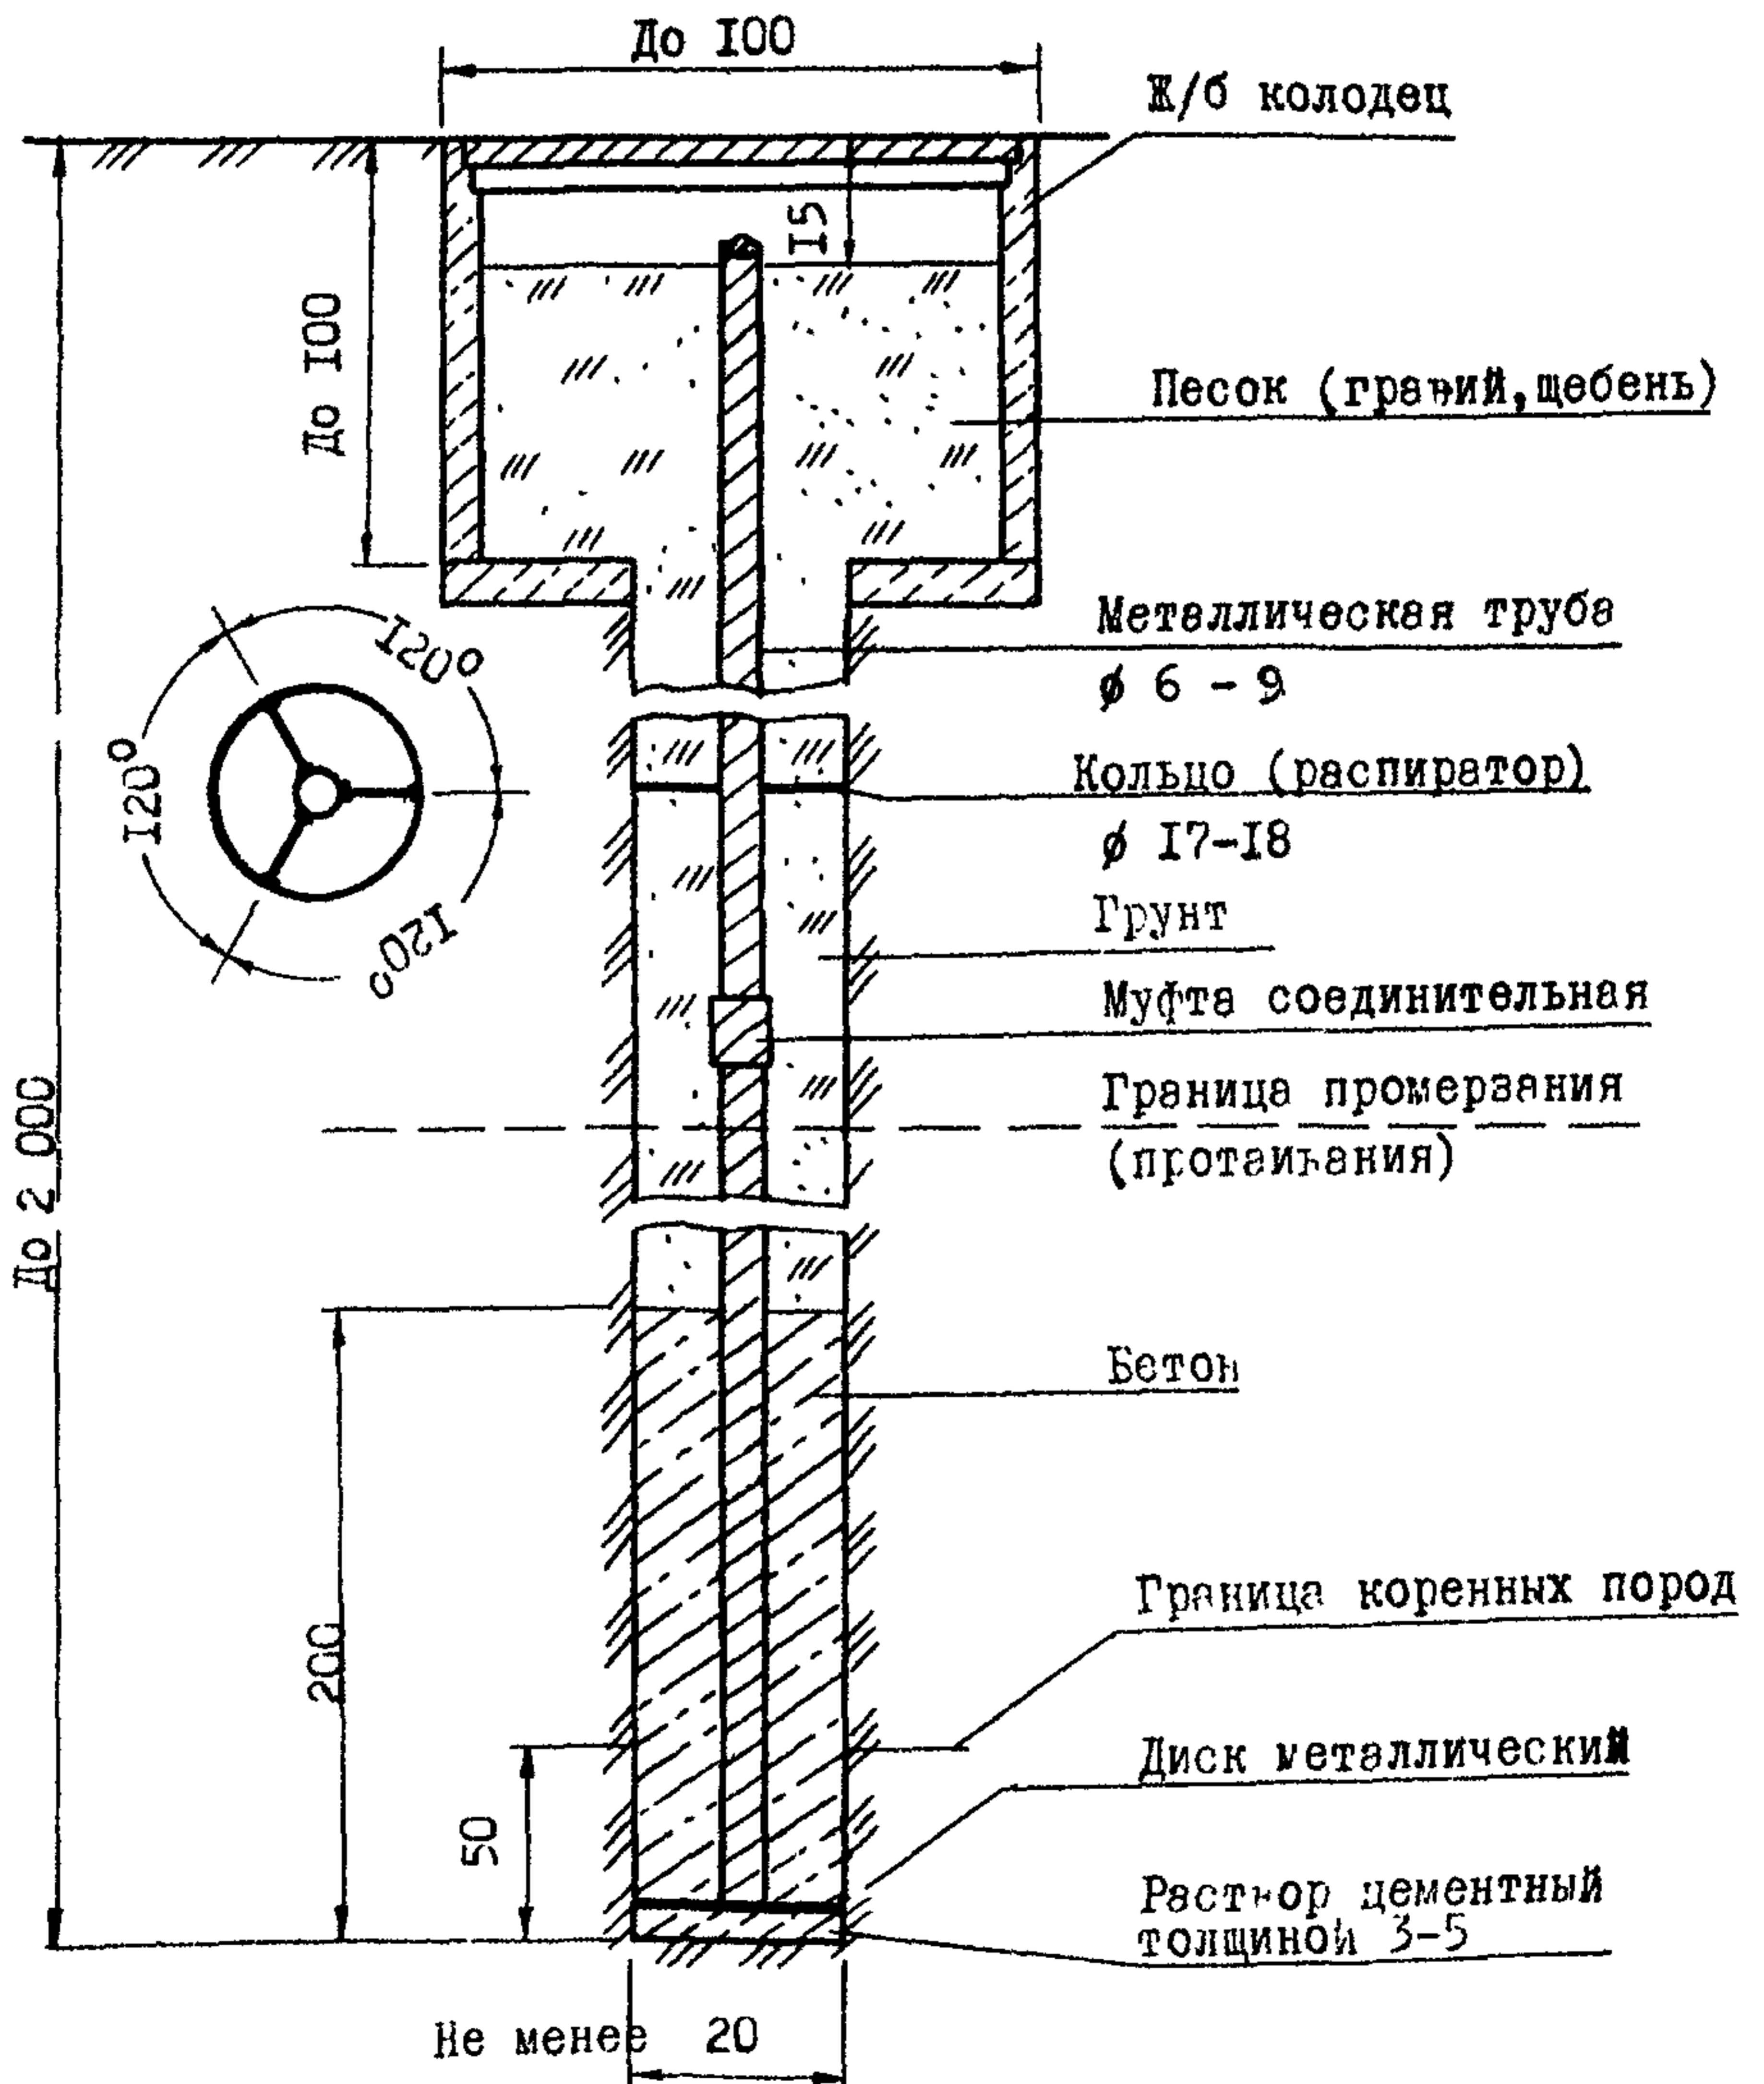 До 100
Ж/б колодец
15
До 100
Песок (гравий, щебень)
Металлическая труба
ø 6 - 9
120°
120°
120°
Кольцо (распиратор)
ø 17-18
Грунт
Муфта соединительная
Граница промерзания
(протаивания)
До 2 000
Бетон
200
Граница коренных пород
Диск металлический
50
Раствор цементный
толщиной 3-5
Не менее 20